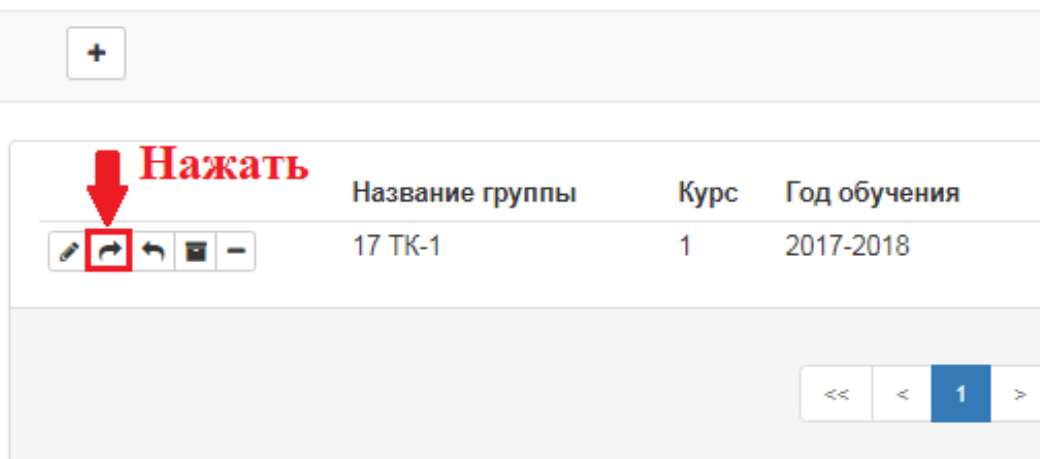 +
Нажать
Название группы Курс Год обучения
17 ТК-1 1 2017-2018
<< < 1 >